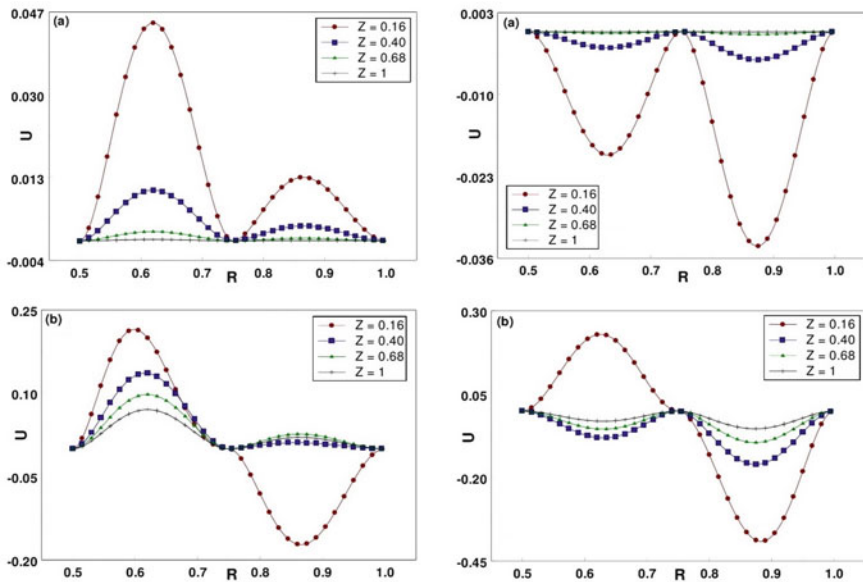 0.047
0.030
0.013
-0.004
U
(a)
Z = 0.16
Z = 0.40
Z = 0.68
Z = 1
0.5
0.6
0.7
0.8
0.9
1.0
R
0.003
-0.010
-0.023
-0.036
U
(a)
Z = 0.16
Z = 0.40
Z = 0.68
Z = 1
0.5
0.6
0.7
0.8
0.9
1.0
R
0.25
0.10
-0.05
-0.20
U
(b)
Z = 0.16
Z = 0.40
Z = 0.68
Z = 1
0.5
0.6
0.7
0.8
0.9
1.0
R
0.30
0.05
-0.20
-0.45
U
(b)
Z = 0.16
Z = 0.40
Z = 0.68
Z = 1
0.5
0.6
0.7
0.8
0.9
1.0
R